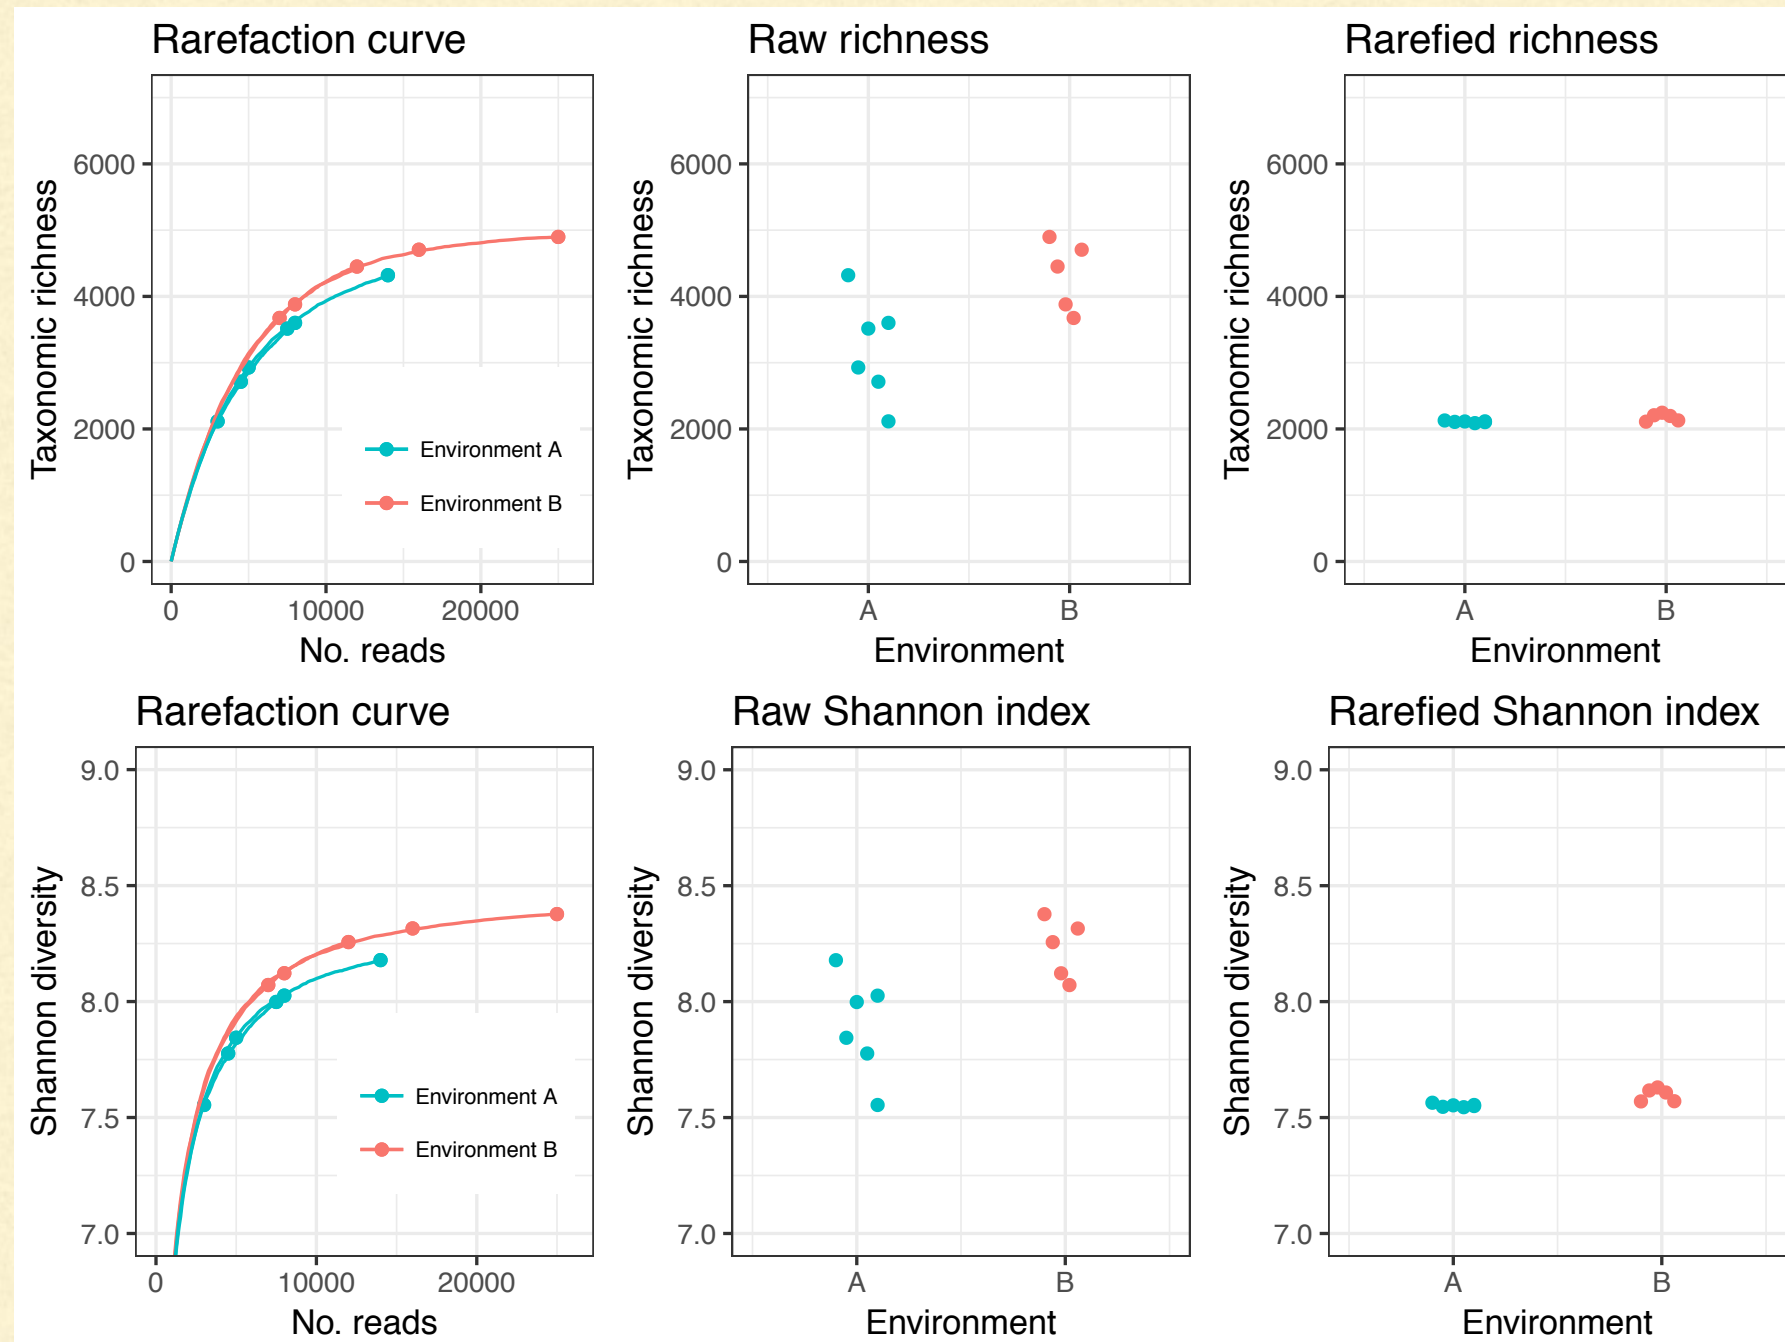 Rarefaction curve
Taxonomic richness
6000
4000
2000
0
Environment A
Environment B
0 10000 20000
No. reads
Raw richness
Taxonomic richness
6000
4000
2000
0
A B
Environment
Rarefied richness
Taxonomic richness
6000
4000
2000
0
A B
Environment
Rarefaction curve
Shannon diversity
9.0
8.5
8.0
7.5
7.0
Environment A
Environment B
0 10000 20000
No. reads
Raw Shannon index
Shannon diversity
9.0
8.5
8.0
7.5
7.0
A B
Environment
Rarefied Shannon index
Shannon diversity
9.0
8.5
8.0
7.5
7.0
A B
Environment